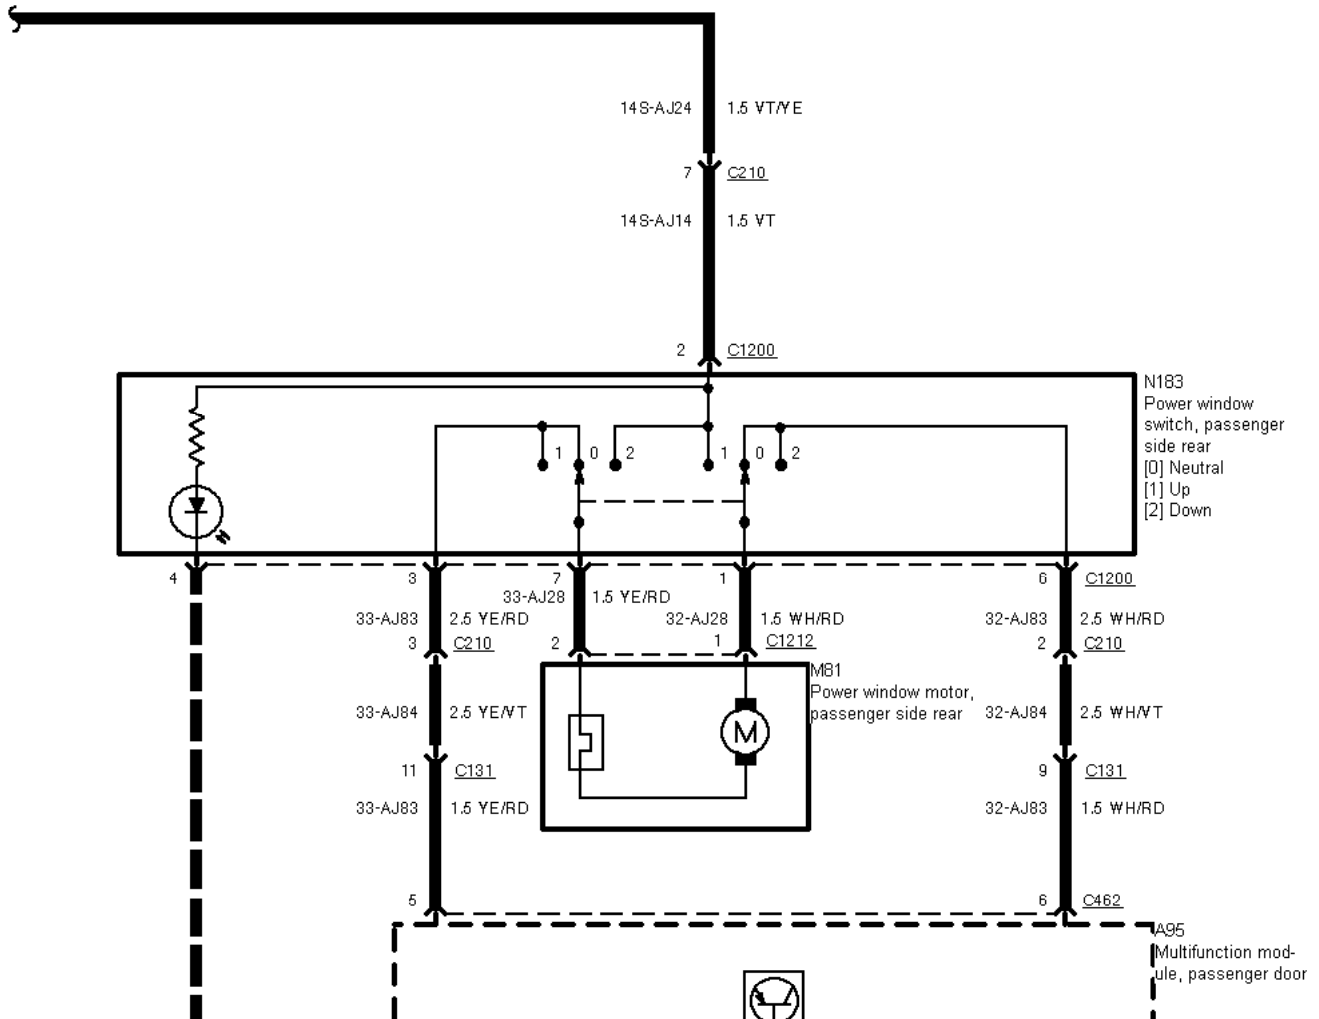 14S-AJ24 1.5 VT/YE
7 C210
14S-AJ14 1.5 VT
2 C1200
N183
Power window
switch, passenger
side rear
[0] Neutral
[1] Up
[2] Down
1 0 2 1 0 2
4 3 7 1 6 C1200
33-AJ28 1.5 YE/RD
33-AJ83 2.5 YE/RD 32-AJ28 1.5 WH/RD 32-AJ83 2.5 WH/RD
3 C210 2 1 C1212 2 C210
M81
Power window motor,
passenger side rear
M
33-AJ84 2.5 YE/VT 32-AJ84 2.5 WH/VT
11 C131 9 C131
33-AJ83 1.5 YE/RD 32-AJ83 1.5 WH/RD
5 6 C462
A95
Multifunction mod-
ule, passenger door